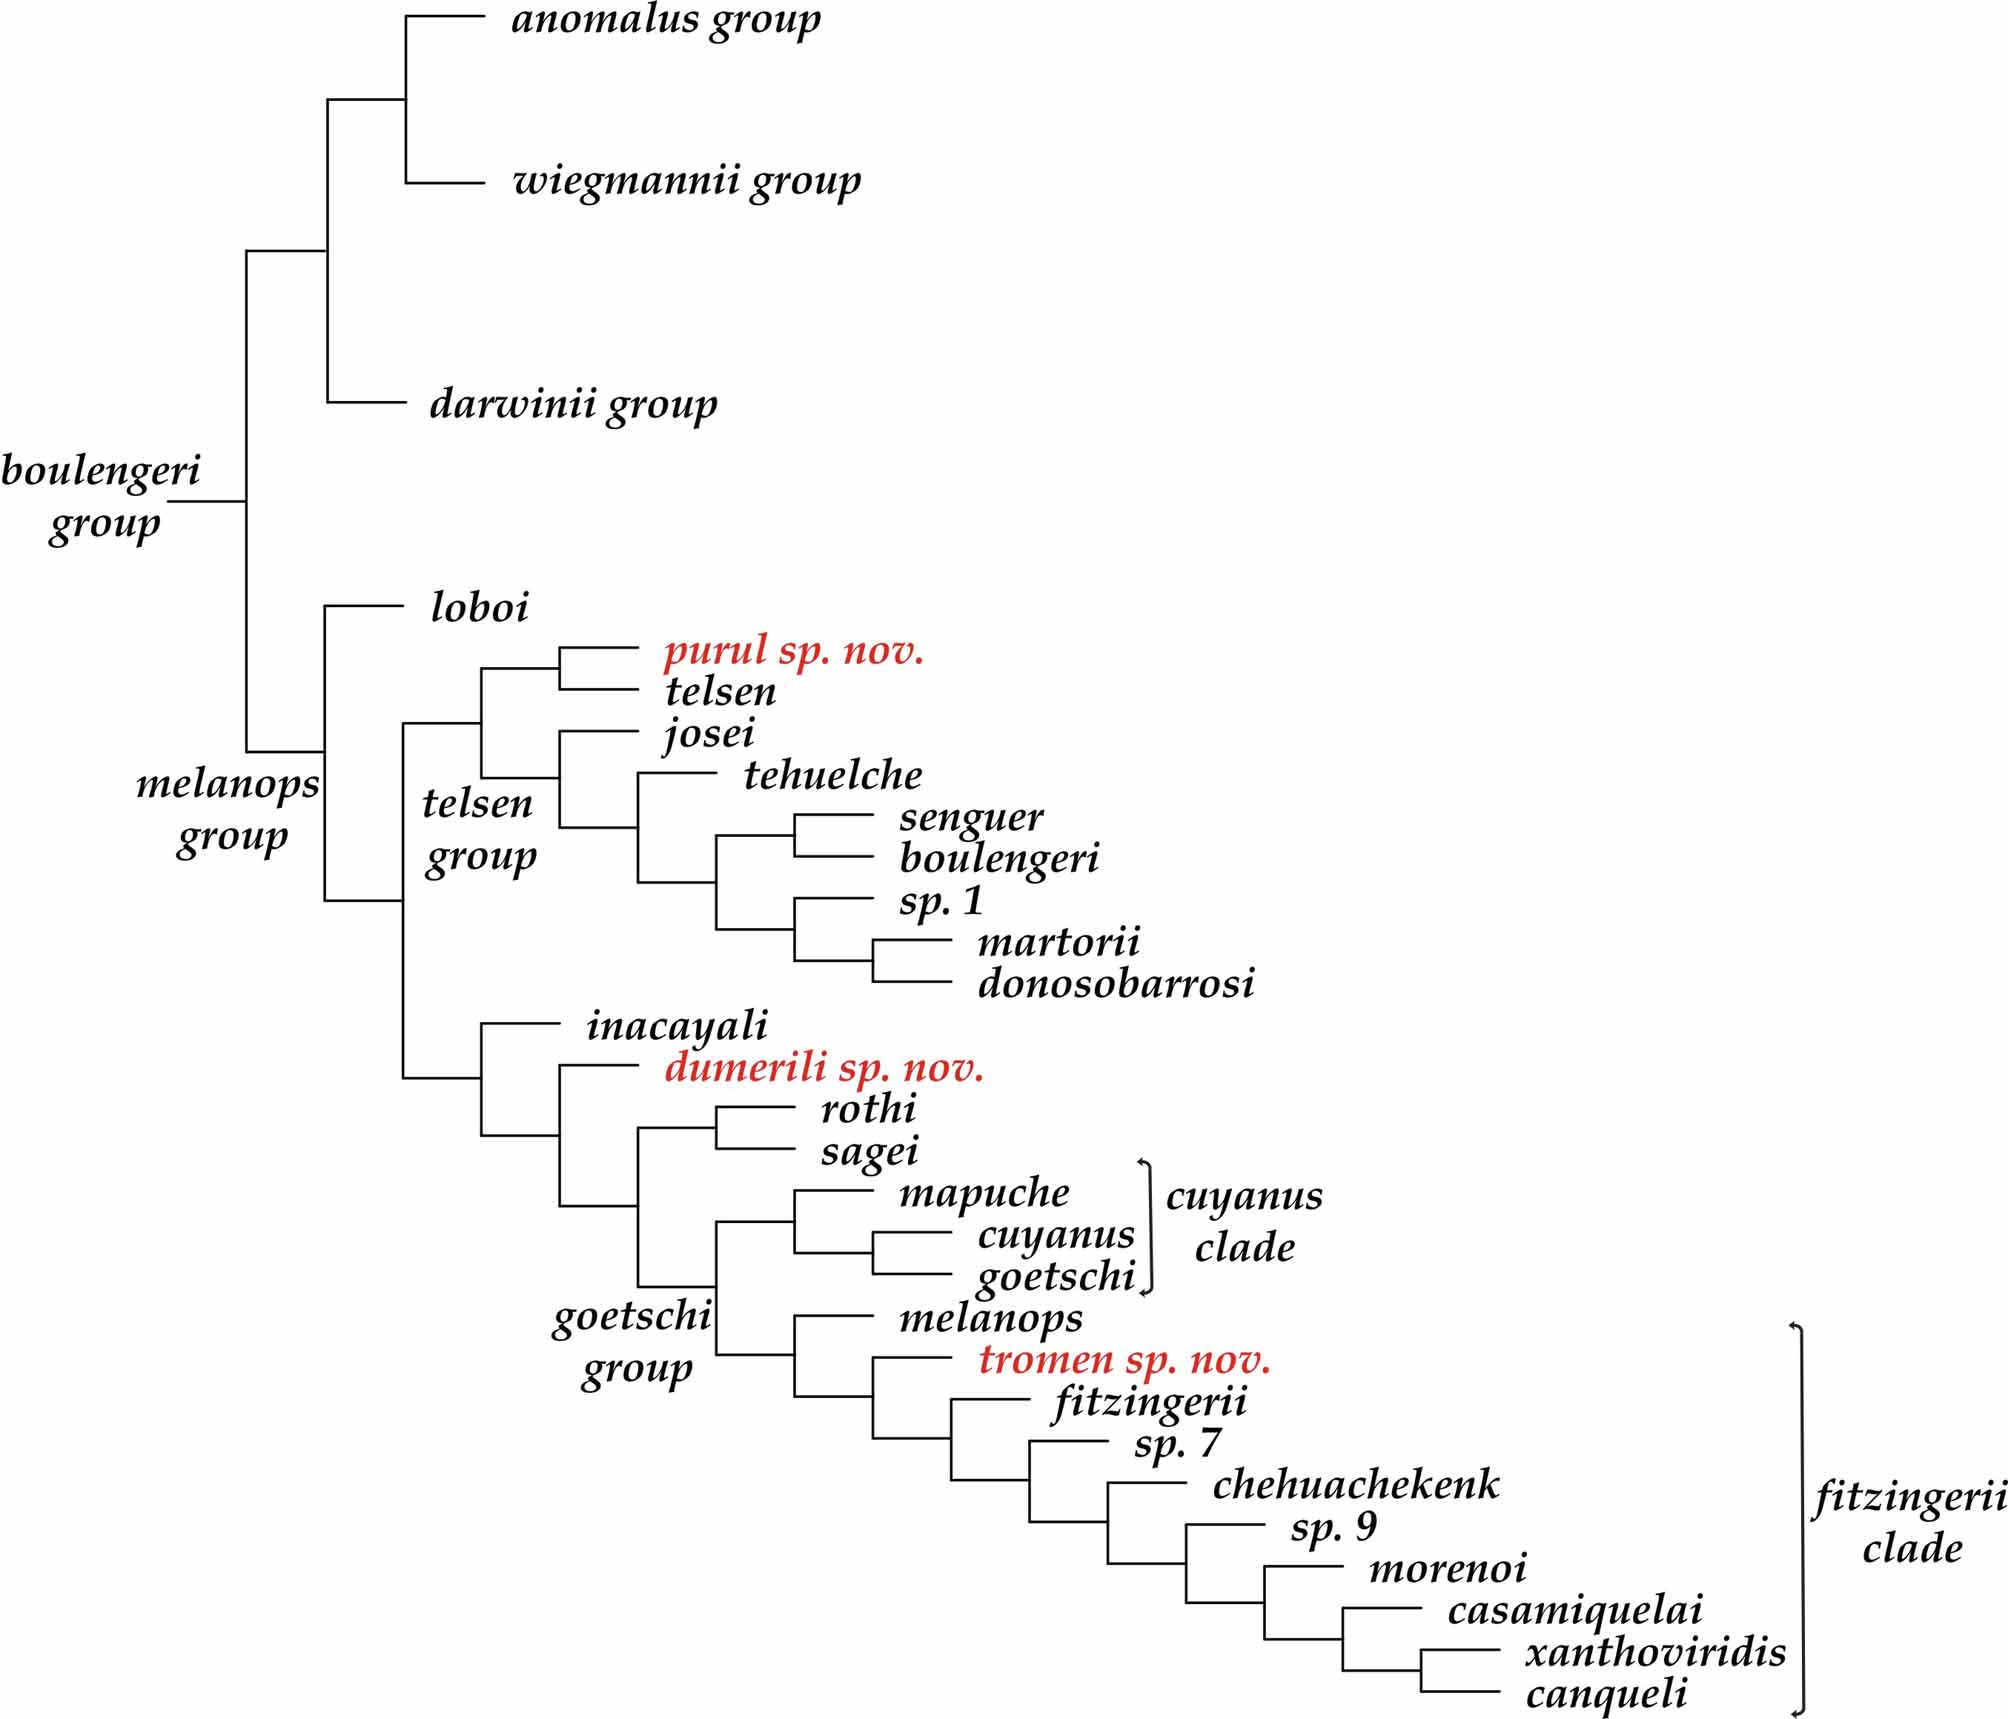 anomalus group
wiegmannii group
darwinii group
boulengeri
group
loboi
purul sp. nov.
telsen
josei
tehuelche
melanops
group
telsen
group
senguer
boulengeri
sp. 1
martorii
donosobarrosi
inacayali
dumerili sp. nov.
rothi
sagei
mapuche
cuyanus
goetschi
cuyanus
clade
goetschi
group
melanops
tromen sp. nov.
fitzingerii
sp. 7
chehuachekenk
sp. 9
morenoi
casamiquelai
xanthoviridis
canqueli
fitzingerii
clade